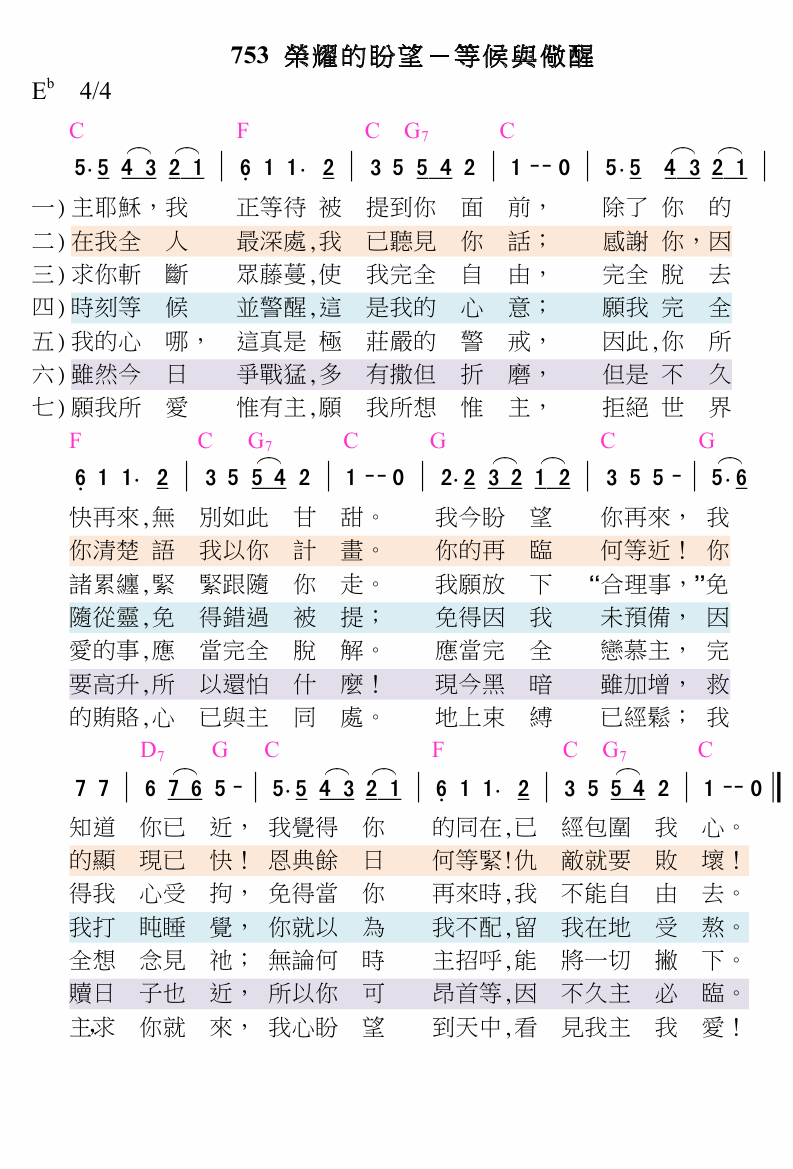 753 榮耀的盼望－等候與儆醒
E♭ 4/4
C F C G7 C
5·5 4 3 2 1 | 6̣ 1 1· 2 | 3 5 5 4 2 | 1 -- 0 | 5·5 4 3 2 1 |
一)主耶穌，我 正等待 被 提到你 面 前， 除了 你 的
二)在我全 人 最深處,我 已聽見 你 話； 感謝 你，因
三)求你斬 斷 眾藤蔓,使 我完全 自 由， 完全 脫 去
四)時刻等 候 並警醒,這 是我的 心 意； 願我 完 全
五)我的心 哪， 這真是 極 莊嚴的 警 戒， 因此,你 所
六)雖然今 日 爭戰猛,多 有撒但 折 磨， 但是 不 久
七)願我所 愛 惟有主,願 我所想 惟 主， 拒絕 世 界
F C G7 C G C G
6̣ 1 1· 2 | 3 5 5 4 2 | 1 -- 0 | 2·2 3 2 1 2 | 3 5 5 - | 5·6
快再來,無 別如此 甘 甜。 我今盼 望 你再來， 我
你清楚 語 我以你 計 畫。 你的再 臨 何等近！ 你
諸累纏,緊 緊跟隨 你 走。 我願放 下 “合理事，”免
隨從靈,免 得錯過 被 提； 免得因 我 未預備， 因
愛的事,應 當完全 脫 解。 應當完 全 戀慕主， 完
要高升,所 以還怕 什 麼！ 現今黑 暗 雖加增， 救
的賄賂,心 已與主 同 處。 地上束 縛 已經鬆； 我
D7 G C F C G7 C
7 7 | 6 7 6 5 - | 5·5 4 3 2 1 | 6̣ 1 1· 2 | 3 5 5 4 2 | 1 -- 0 ‖
知道 你已 近， 我覺得 你 的同在,已 經包圍 我 心。
的顯 現已 快！ 恩典餘 日 何等緊!仇 敵就要 敗 壞！
得我 心受 拘， 免得當 你 再來時,我 不能自 由 去。
我打 盹睡 覺， 你就以 為 我不配,留 我在地 受 熬。
全想 念見 祂； 無論何 時 主招呼,能 將一切 撇 下。
贖日 子也 近， 所以你 可 昂首等,因 不久主 必 臨。
主求 你就 來， 我心盼 望 到天中,看 見我主 我 愛！